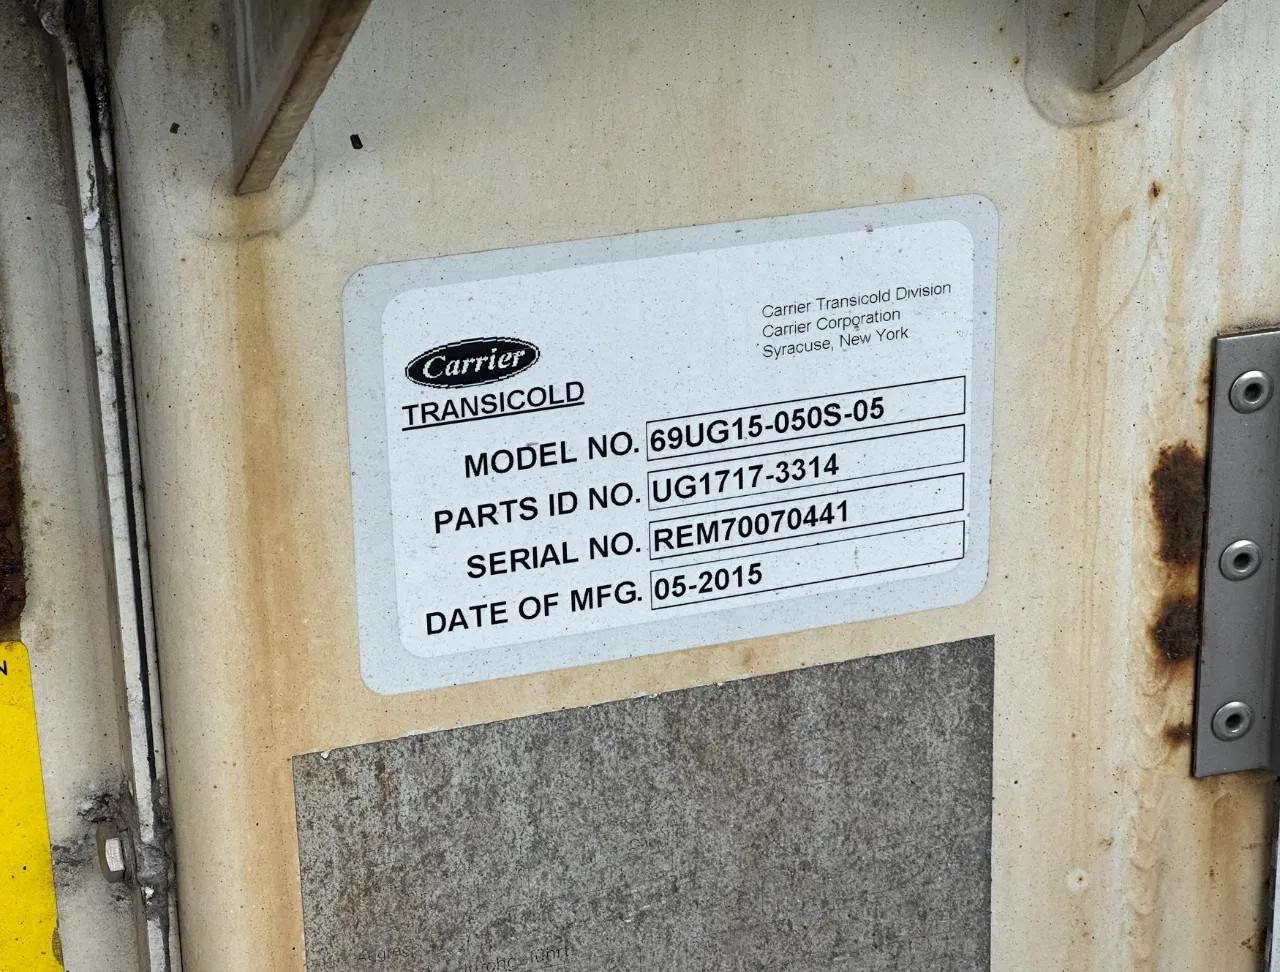 Carrier Transicold Division
Carrier Corporation
Syracuse, New York
Carrier
TRANSICOLD
MODEL NO. 69UG15-050S-05
PARTS ID NO. UG1717-3314
SERIAL NO. REM70070441
DATE OF MFG. 05-2015
N